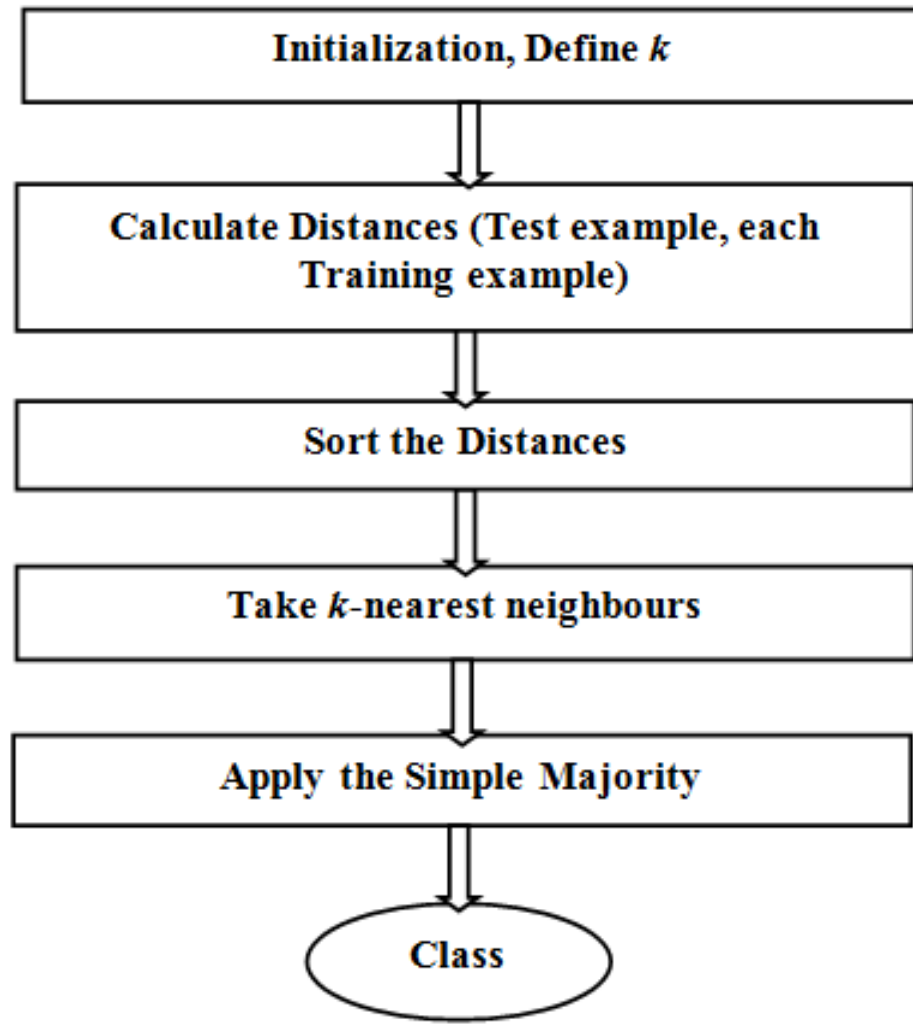 Initialization, Define k
Calculate Distances (Test example, each
Training example)
Sort the Distances
Take k-nearest neighbours
Apply the Simple Majority
Class